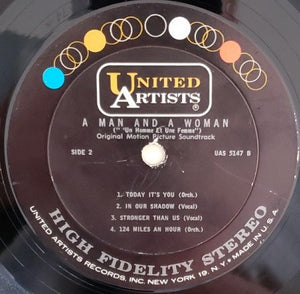 UNITED
ARTISTS
A MAN AND A WOMAN
("'Un Homme Et Une Femme")
Original Motion Picture Soundtrack
SIDE 2
UAS 5147 B
1. TODAY IT'S YOU (Orch.)
2. IN OUR SHADOW (Vocal)
3. STRONGER THAN US (Vocal)
4. 124 MILES AN HOUR (Orch.)
HIGH FIDELITY STEREO
UNITED ARTISTS RECORDS, INC. NEW YORK 19, N.Y. • MADE IN U.S.A.